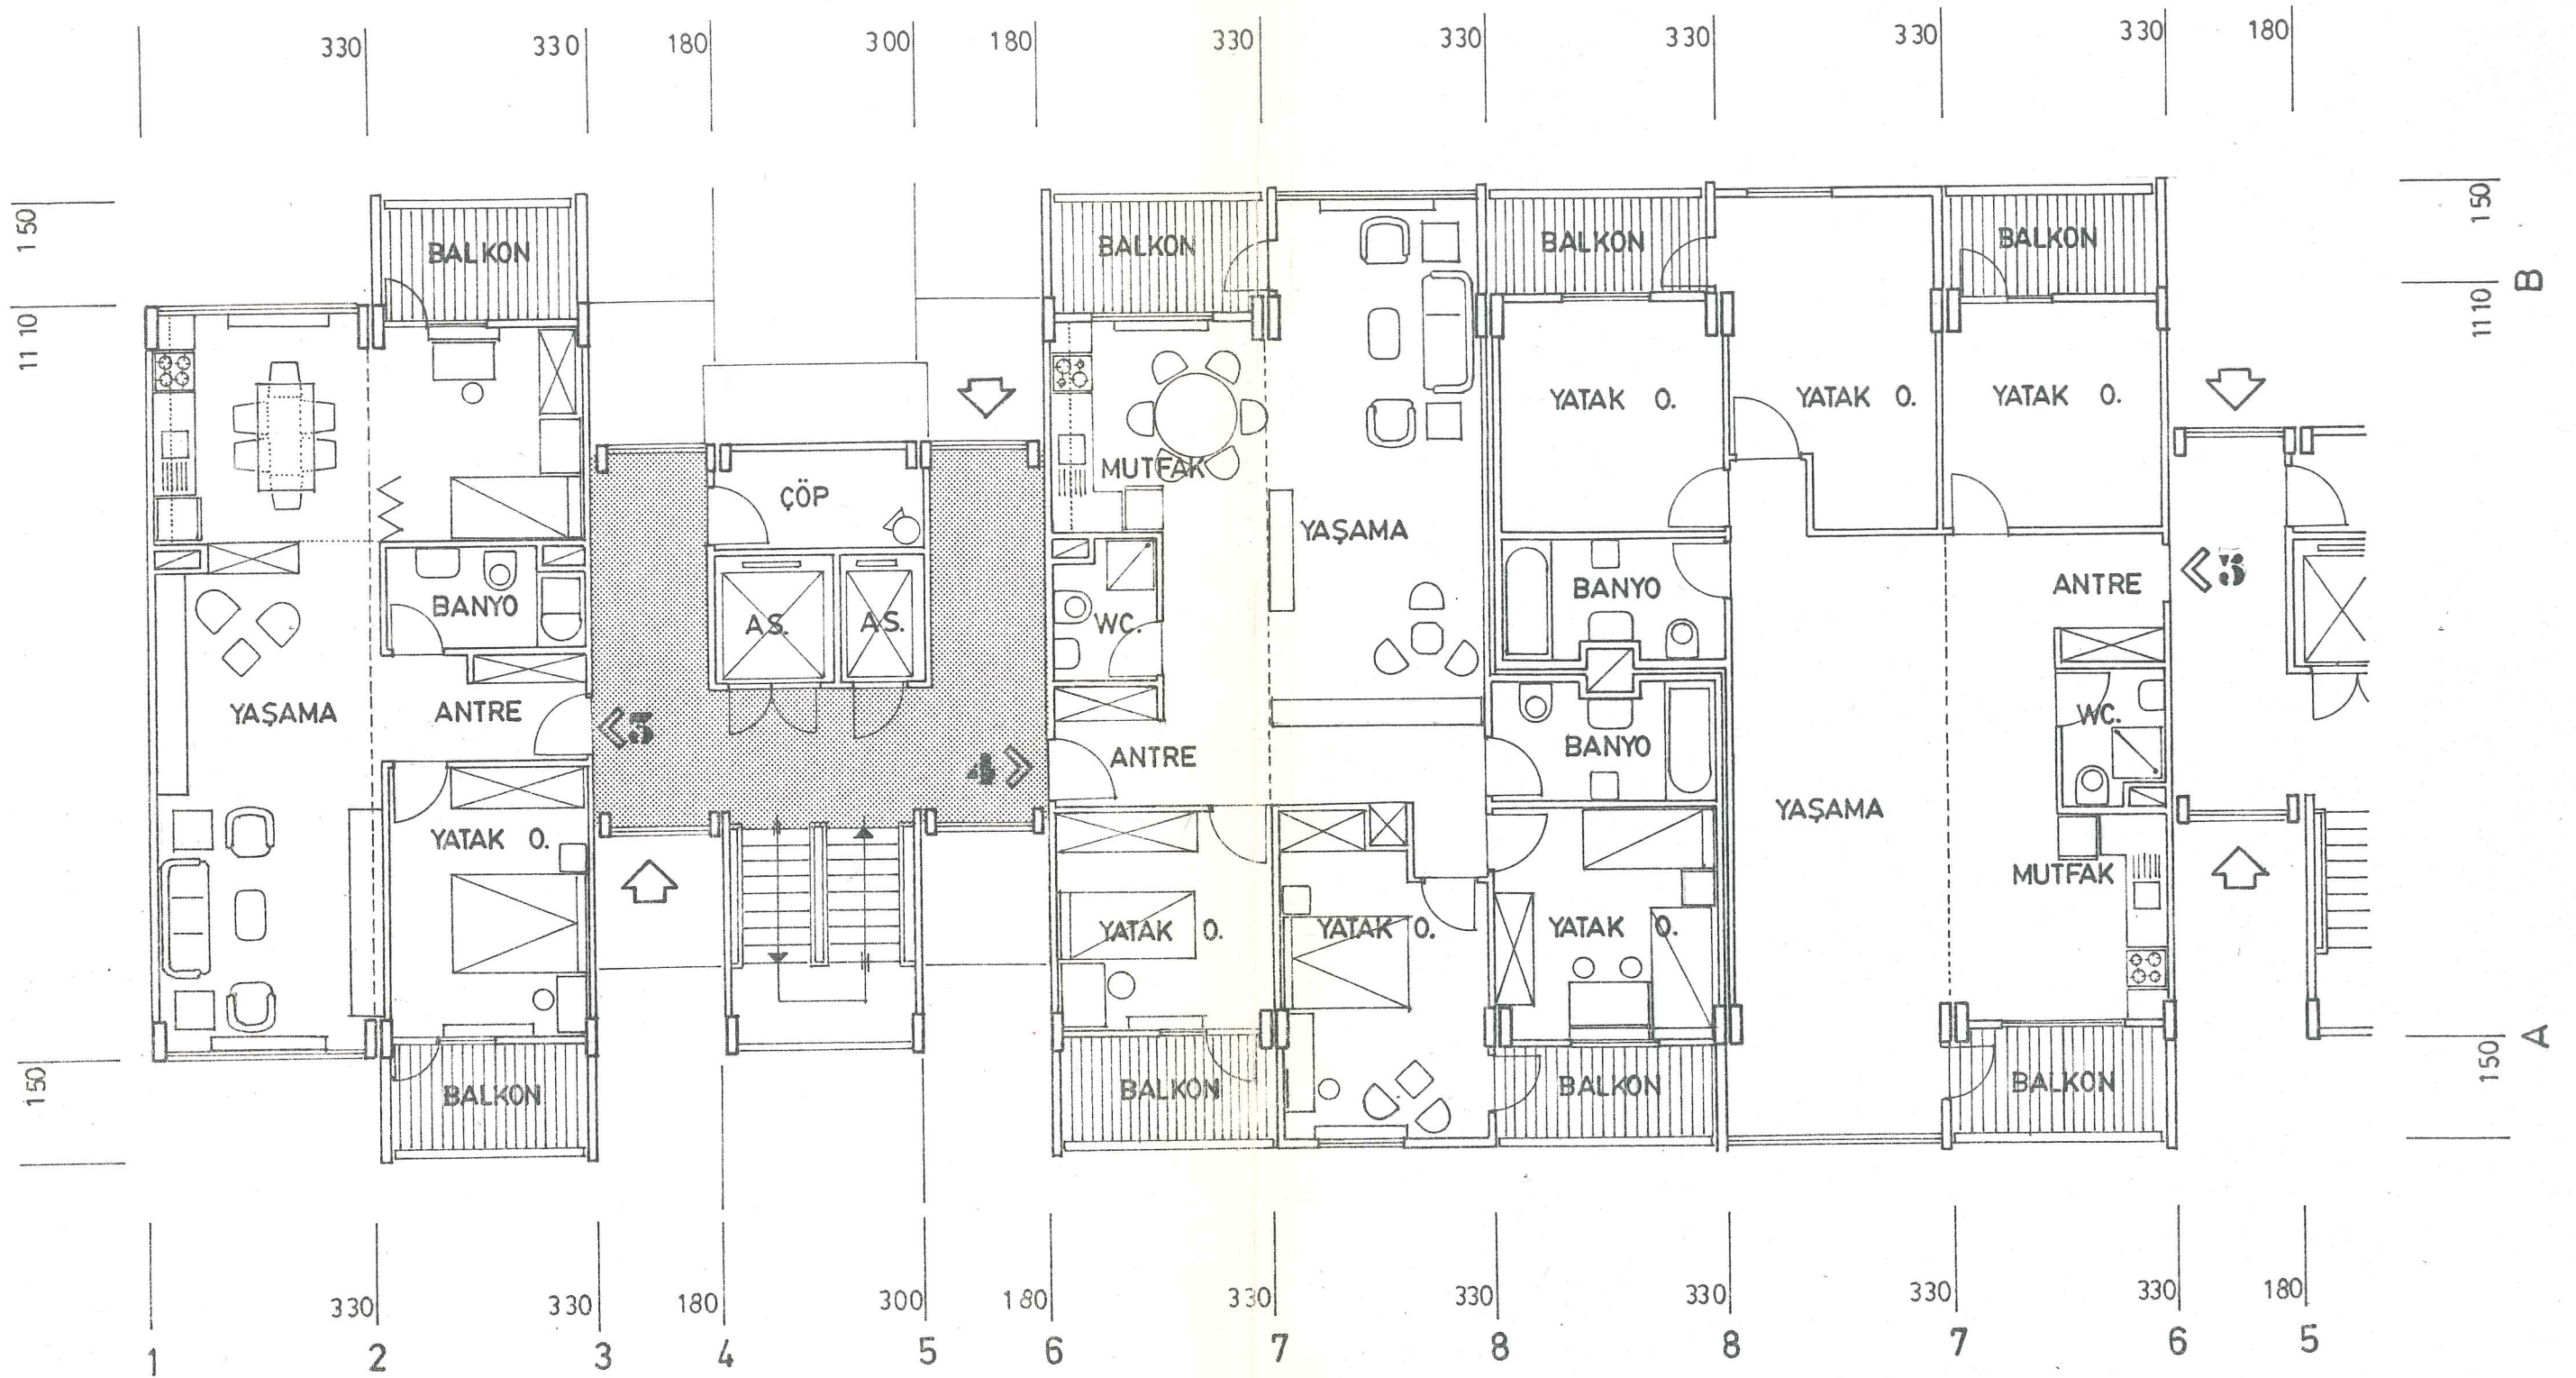 330 330 180 300 180 330 330 330 330 330 180
150 150
BALKON BALKON BALKON BALKON
B
1110 1110
YATAK O. YATAK O. YATAK O.
MUTFAK
ÇÖP
YAŞAMA
BANYO AS. AS. WC. BANYO ANTRE
YAŞAMA ANTRE ANTRE BANYO WC.
4
YATAK O. YAŞAMA
MUTFAK
YATAK O. YATAK O. YATAK O.
A
150 150
BALKON BALKON BALKON BALKON
330 330 180 300 180 330 330 330 330 330 180
1 2 3 4 5 6 7 8 8 7 6 5